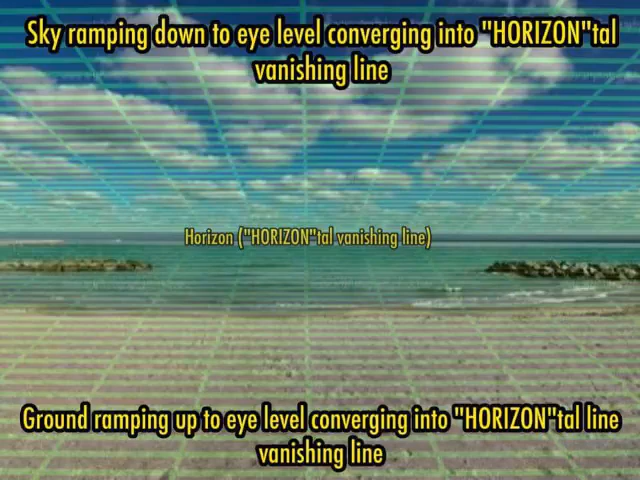 Sky ramping down to eye level converging into "HORIZON"tal
vanishing line
Horizon ("HORIZON"tal vanishing line)
Ground ramping up to eye level converging into "HORIZON"tal line
vanishing line